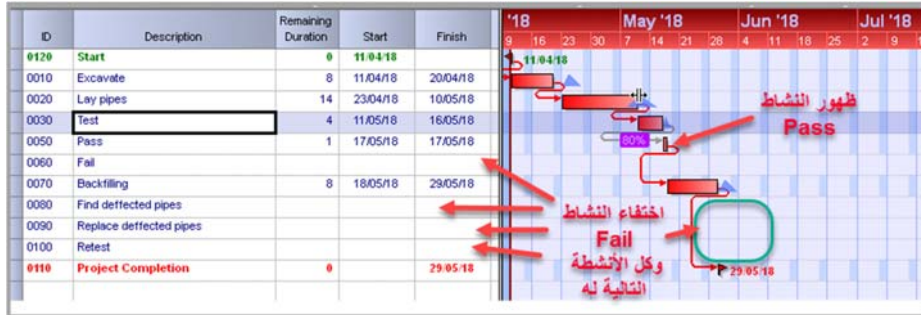 Remaining
ID Description Duration Start Finish
'18 May '18 Jun '18 Jul '18
9 16 23 30 7 14 21 28 4 11 18 25 2 9
0120 Start 0 11/04/18
11/04/18
0010 Excavate 8 11/04/18 20/04/18
0020 Lay pipes 14 23/04/18 10/05/18
0030 Test 4 11/05/18 16/05/18
0050 Pass 1 17/05/18 17/05/18
80%
0060 Fail
0070 Backfilling 8 18/05/18 29/05/18
0080 Find deffected pipes
0090 Replace deffected pipes
0100 Retest
0110 Project Completion 0 29/05/18
29/05/18
ظهور النشاط
Pass
اختفاء النشاط
Fail
وكل الأنشطة
التالية له